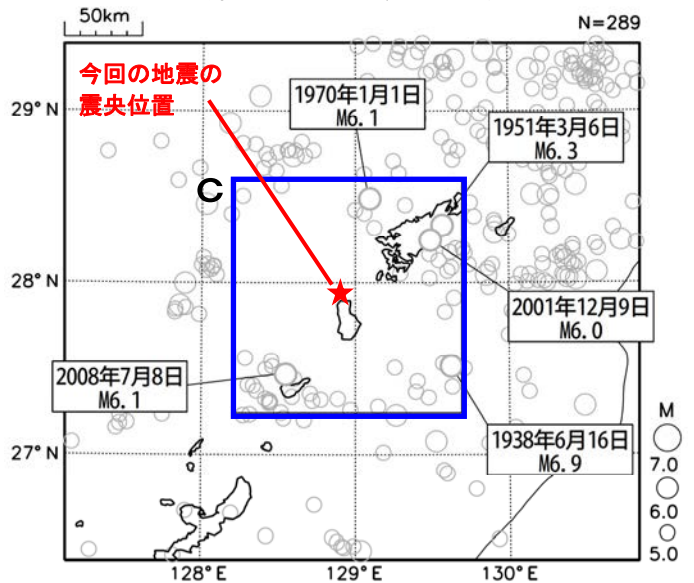 50km
N=289
今回の地震の
震央位置
1970年1月1日
M6.1
1951年3月6日
M6.3
29°N
C
28°N
2001年12月9日
M6.0
2008年7月8日
M6.1
27°N
1938年6月16日
M6.9
M
7.0
6.0
5.0
128°E
129°E
130°E